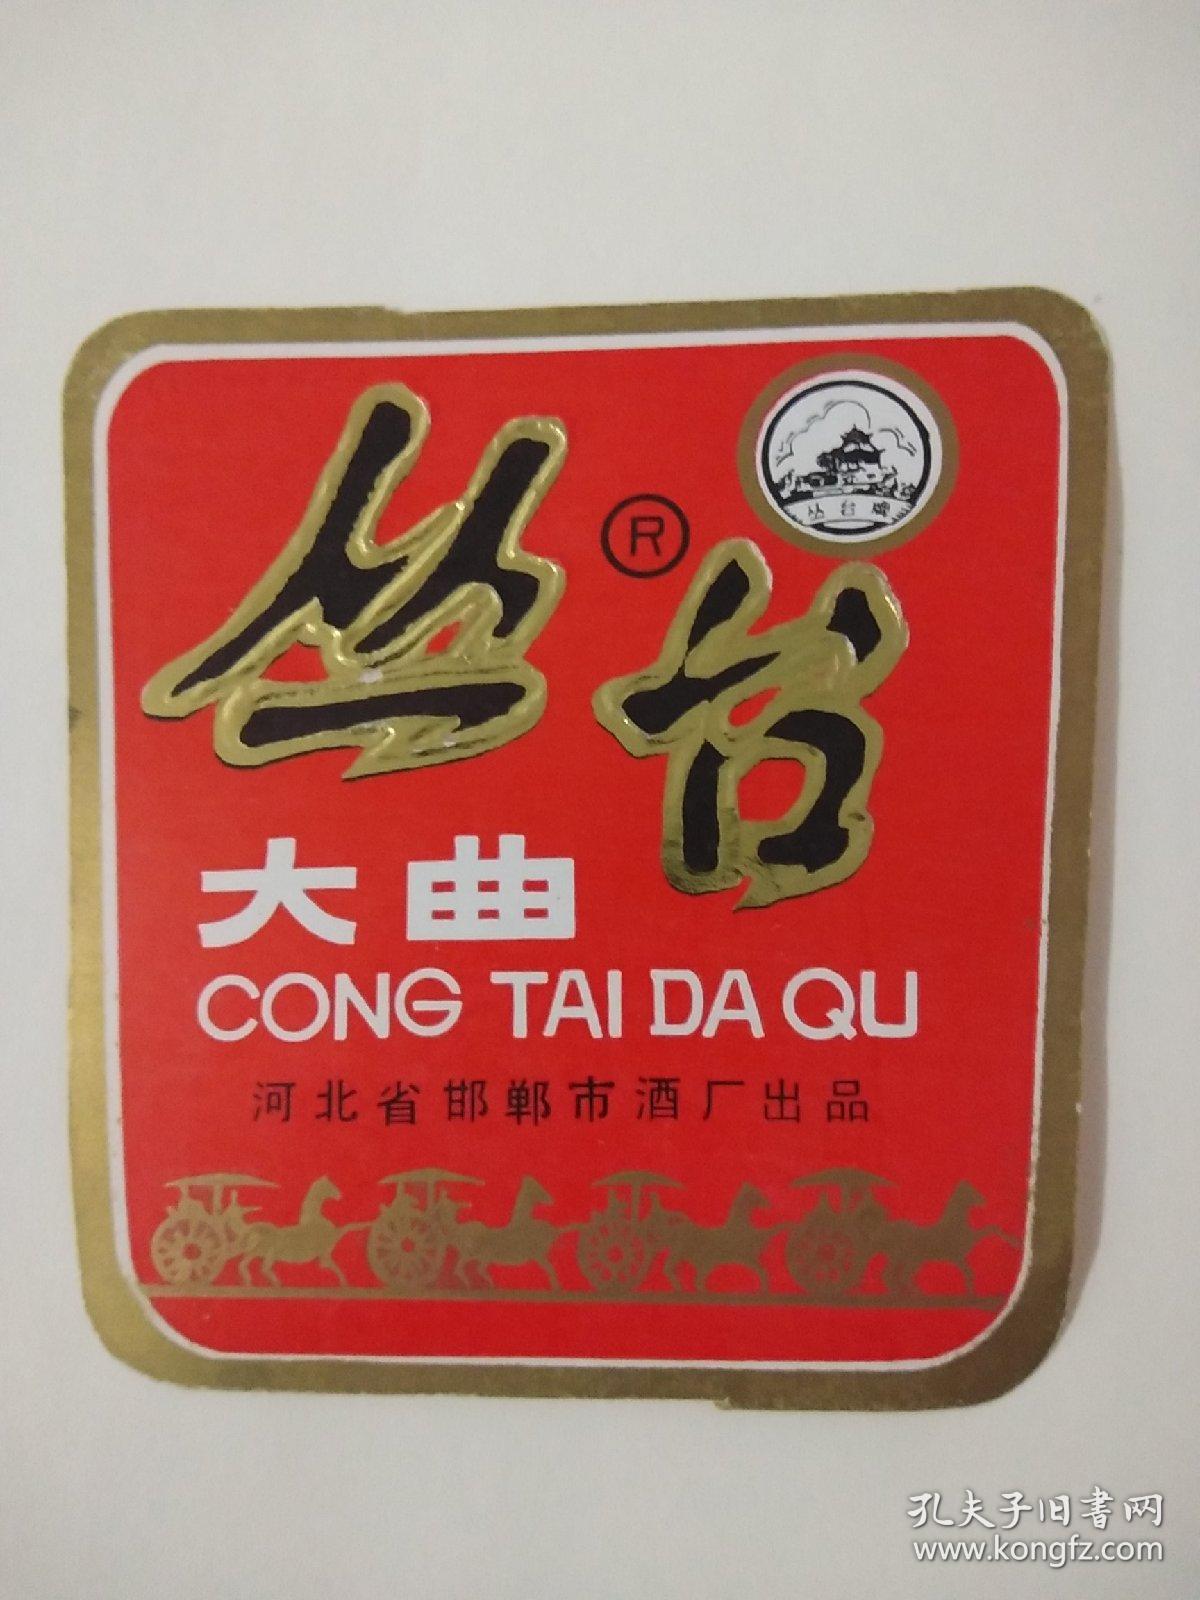 丛台
®
丛台牌
大曲
CONG TAI DA QU
河北省邯郸市酒厂出品
孔夫子旧书网
www.kongfz.com